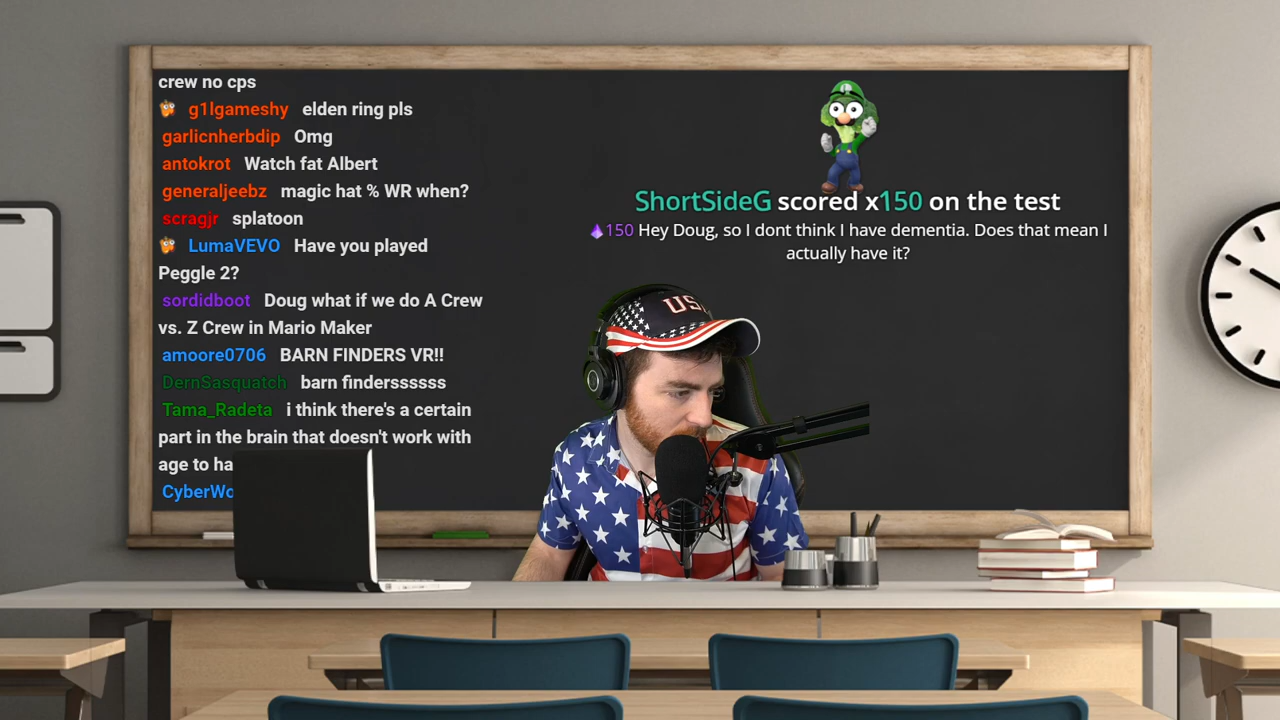 crew no cps
g1lgameshy elden ring pls
garlicnherbdip Omg
antokrot Watch fat Albert
generaljeebz magic hat % WR when?
scragjr splatoon
LumaVEVO Have you played
Peggle 2?
sordidboot Doug what if we do A Crew
vs. Z Crew in Mario Maker
amoore0706 BARN FINDERS VR!!
DernSasquatch barn finderssssss
Tama_Radeta i think there's a certain
part in the brain that doesn't work with
age to
ShortSideG scored x150 on the test
150 Hey Doug, so I dont think I have dementia. Does that mean I
actually have it?